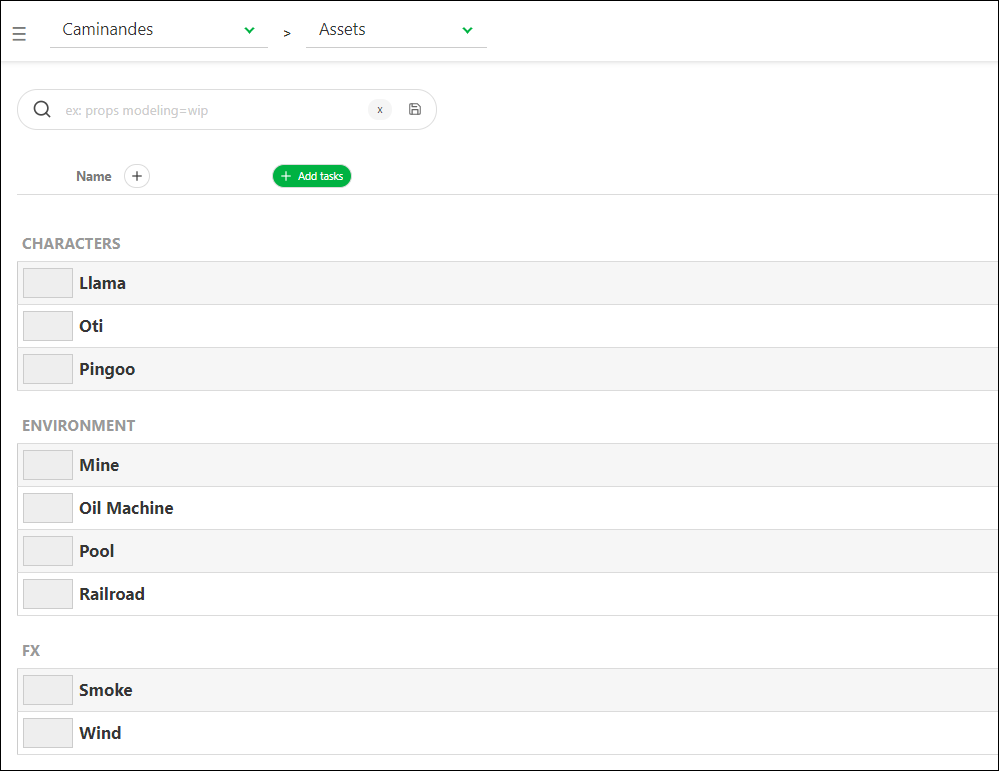 Caminandes > Assets
ex: props modeling=wip x
Name + + Add tasks
CHARACTERS
Llama
Oti
Pingoo
ENVIRONMENT
Mine
Oil Machine
Pool
Railroad
FX
Smoke
Wind